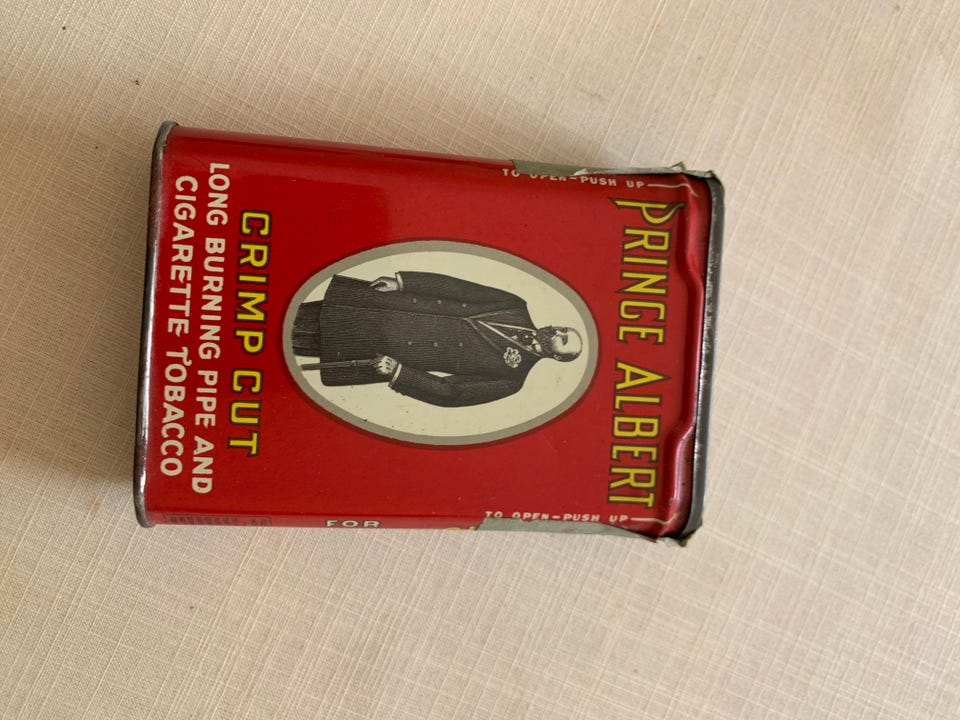 TO OPEN-PUSH UP
PRINCE ALBERT
CRIMP CUT
LONG BURNING PIPE AND
CIGARETTE TOBACCO
TO OPEN-PUSH UP
FOR